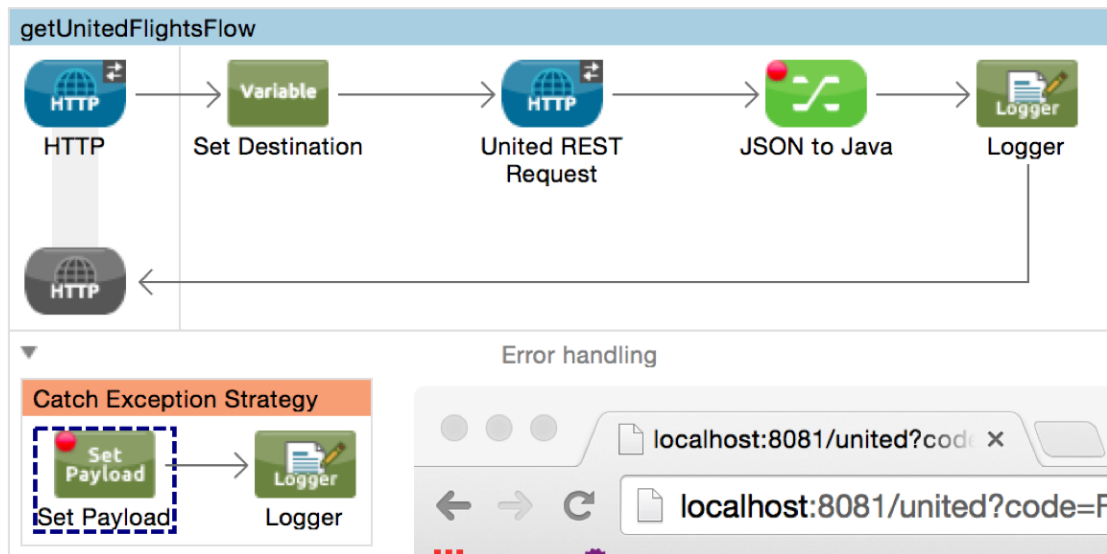 getUnitedFlightsFlow
HTTP
Variable
HTTP
Logger
HTTP
Set Destination
United REST
Request
JSON to Java
Logger
HTTP
Error handling
Catch Exception Strategy
Set
Payload
Logger
Set Payload
Logger
localhost:8081/united?code
localhost:8081/united?code=F